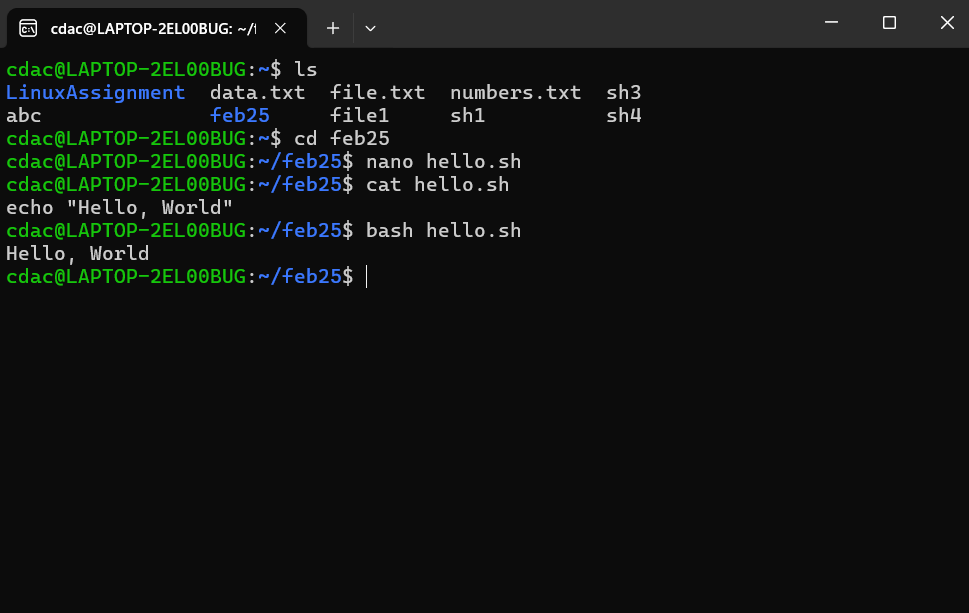 cdac@LAPTOP-2EL00BUG: ~/f
cdac@LAPTOP-2EL00BUG:~$ ls
LinuxAssignment  data.txt  file.txt  numbers.txt  sh3
abc              feb25     file1     sh1          sh4
cdac@LAPTOP-2EL00BUG:~$ cd feb25
cdac@LAPTOP-2EL00BUG:~/feb25$ nano hello.sh
cdac@LAPTOP-2EL00BUG:~/feb25$ cat hello.sh
echo "Hello, World"
cdac@LAPTOP-2EL00BUG:~/feb25$ bash hello.sh
Hello, World
cdac@LAPTOP-2EL00BUG:~/feb25$